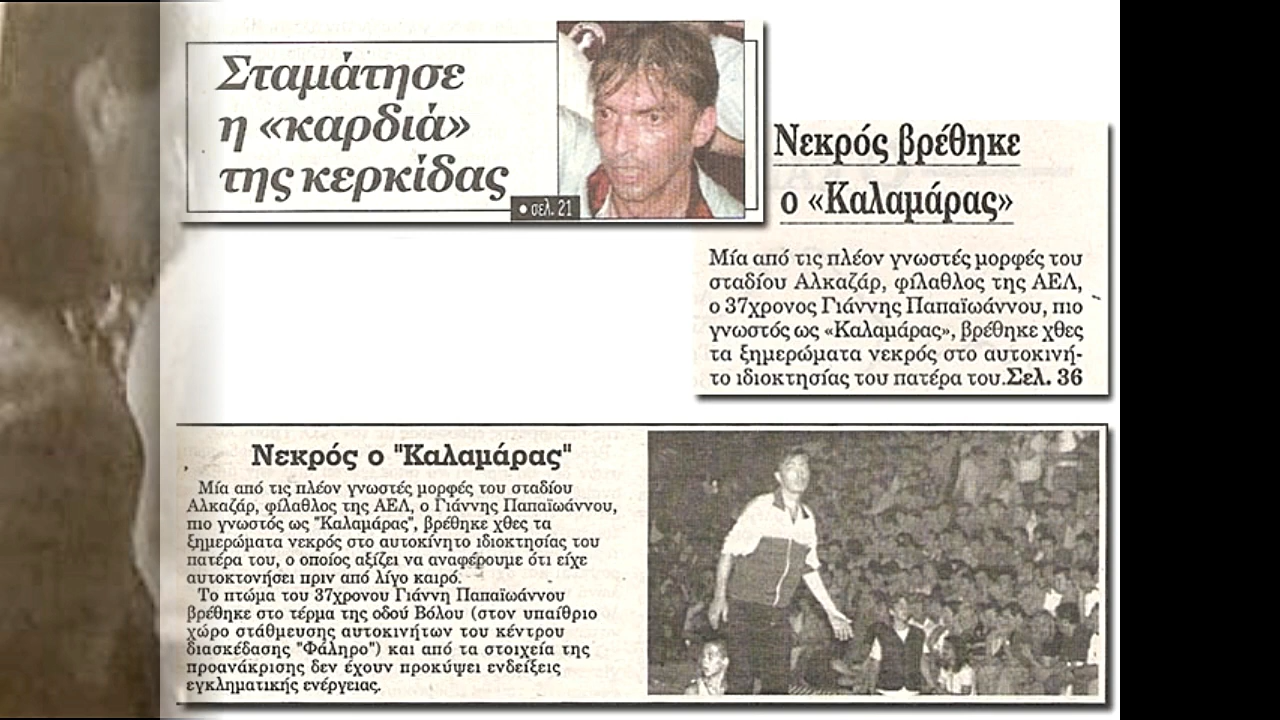 Σταμάτησε
η «καρδιά»
της κερκίδας
• σελ. 21
Νεκρός βρέθηκε
ο «Καλαμάρας»
Μία από τις πλέον γνωστές μορφές του
σταδίου Αλκαζάρ, φίλαθλος της ΑΕΛ,
ο 37χρονος Γιάννης Παπαϊωάννου, πιο
γνωστός ως «Καλαμάρας», βρέθηκε χθες
τα ξημερώματα νεκρός στο αυτοκινή-
το ιδιοκτησίας του πατέρα του.Σελ. 36
Νεκρός ο "Καλαμάρας"
Μία από τις πλέον γνωστές μορφές του σταδίου
Αλκαζάρ, φίλαθλος της ΑΕΛ, ο Γιάννης Παπαϊωάννου,
πιο γνωστός ως "Καλαμάρας", βρέθηκε χθες τα
ξημερώματα νεκρός στο αυτοκίνητο ιδιοκτησίας του
πατέρα του, ο οποίος αξίζει να αναφέρουμε ότι είχε
αυτοκτονήσει πριν από λίγο καιρό.
Το πτώμα του 37χρονου Γιάννη Παπαϊωάννου
βρέθηκε στο τέρμα της οδού Βόλου (στον υπαίθριο
χώρο στάθμευσης αυτοκινήτων του κέντρου
διασκέδασης "Φάληρο") και από τα στοιχεία της
προανάκρισης δεν έχουν προκύψει ενδείξεις
εγκληματικής ενέργειας.